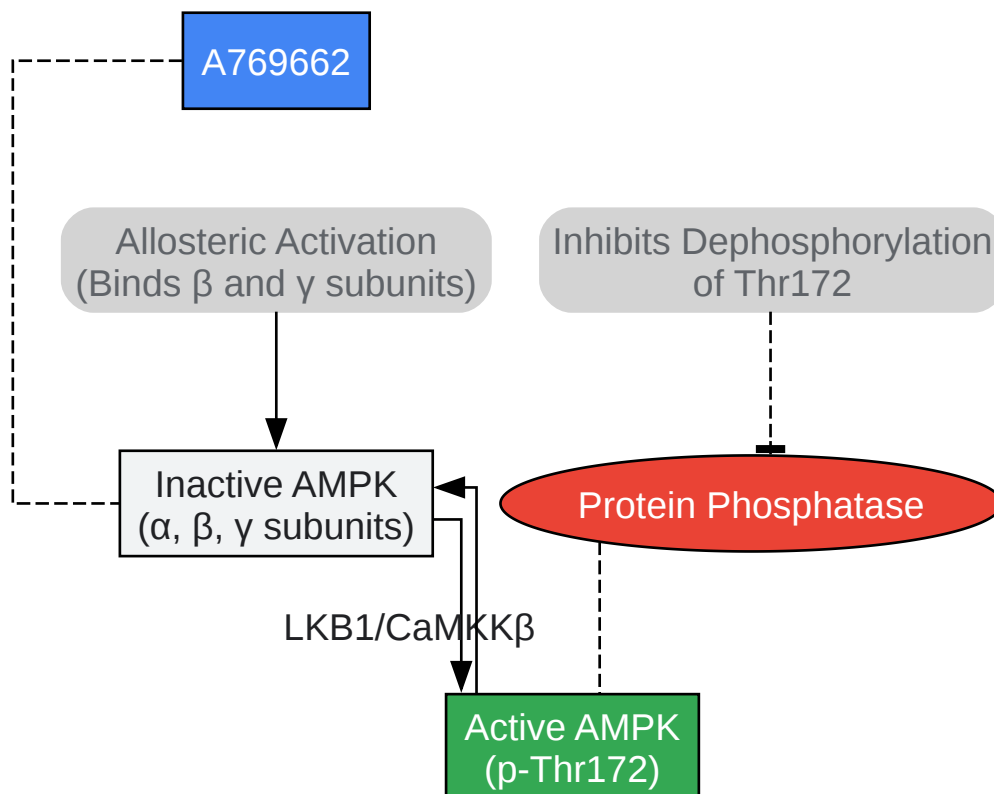 A769662
Allosteric Activation
(Binds β and γ subunits)
Inhibits Dephosphorylation
of Thr172
Inactive AMPK
(α, β, γ subunits)
Protein Phosphatase
LKB1/CaMKKβ
Active AMPK
(p-Thr172)